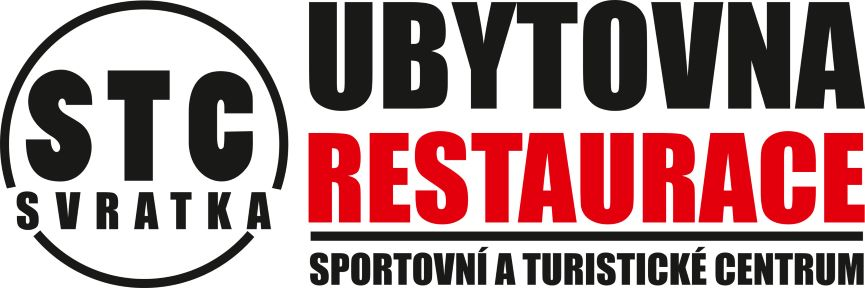 STC
SVRATKA
UBYTOVNA
RESTAURACE
SPORTOVNÍ A TURISTICKÉ CENTRUM